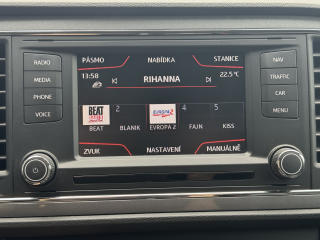 PÁSMO NABÍDKA STANICE
RADIO
NAV
13:58 RIHANNA 22.5 °C
MEDIA
TRAFFIC
PHONE
CAR
2 4 5
BEAT
EVROPA 2
VOICE
MENU
BEAT BLANIK EVROPA 2 FAJN KISS
ZVUK NASTAVENÍ MANUÁLNĚ